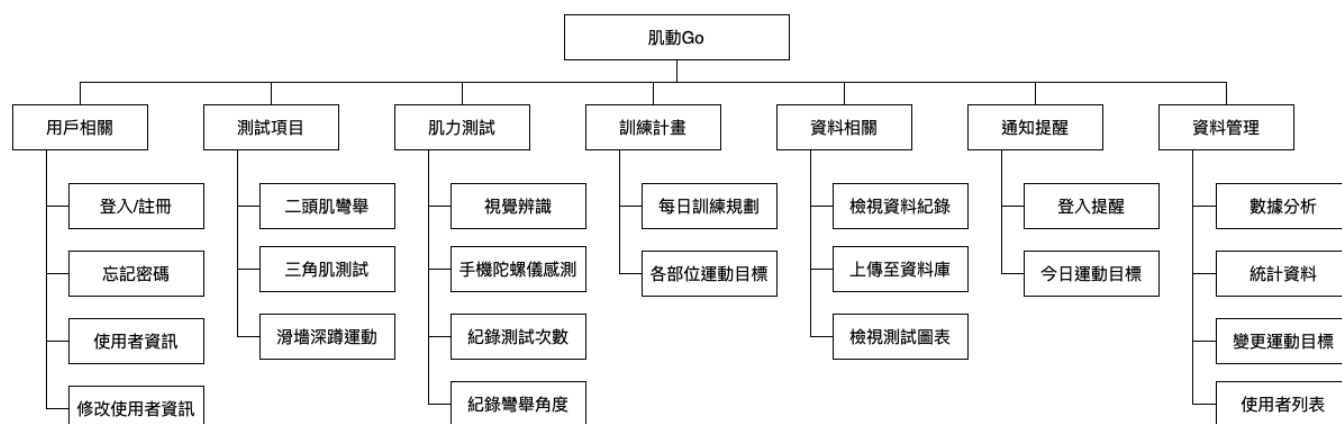 肌動Go
用戶相關
測試項目
肌力測試
訓練計畫
資料相關
通知提醒
資料管理
登入/註冊
忘記密碼
使用者資訊
修改使用者資訊
二頭肌彎舉
三角肌測試
滑墻深蹲運動
視覺辨識
手機陀螺儀感測
紀錄測試次數
紀錄彎舉角度
每日訓練規劃
各部位運動目標
檢視資料紀錄
上傳至資料庫
檢視測試圖表
登入提醒
今日運動目標
數據分析
統計資料
變更運動目標
使用者列表